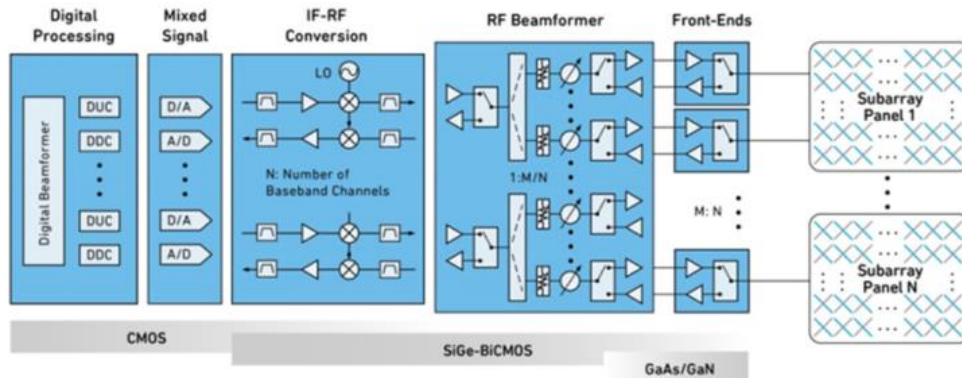 Digital
Processing
Mixed
Signal
IF-RF
Conversion
RF Beamformer
Front-Ends
Digital Beamformer
DUC
DDC
DUC
DDC
D/A
A/D
D/A
A/D
LO
N: Number of
Baseband Channels
1:M/N
M: N
Subarray
Panel 1
Subarray
Panel N
CMOS
SiGe-BiCMOS
GaAs/GaN